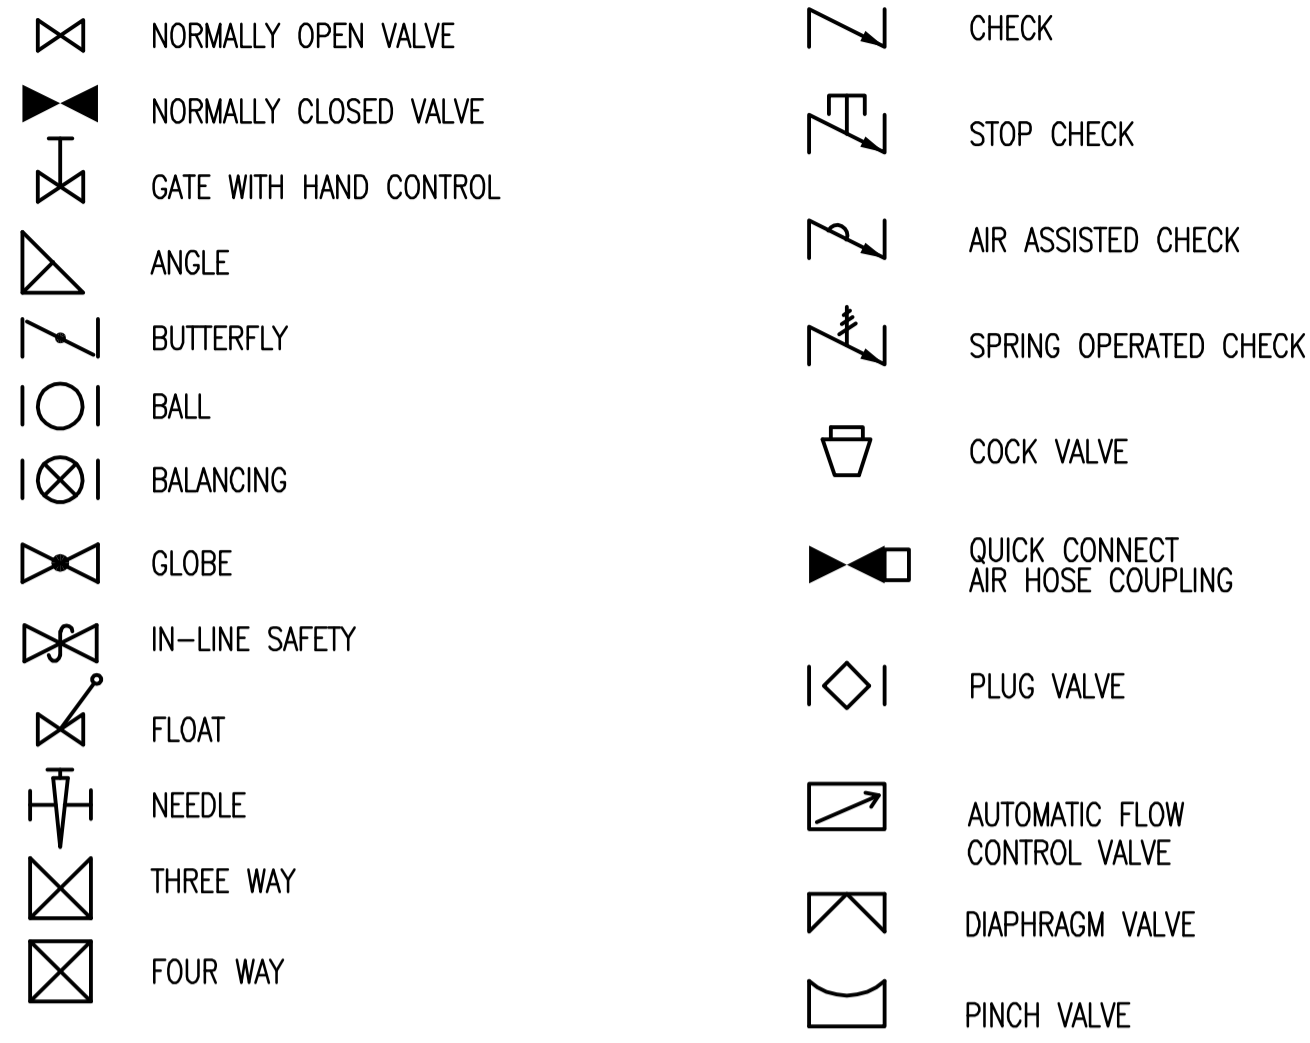 NORMALLY OPEN VALVE
NORMALLY CLOSED VALVE
GATE WITH HAND CONTROL
ANGLE
BUTTERFLY
BALL
BALANCING
GLOBE
IN-LINE SAFETY
FLOAT
NEEDLE
THREE WAY
FOUR WAY
CHECK
STOP CHECK
AIR ASSISTED CHECK
SPRING OPERATED CHECK
COCK VALVE
QUICK CONNECT
AIR HOSE COUPLING
PLUG VALVE
AUTOMATIC FLOW
CONTROL VALVE
DIAPHRAGM VALVE
PINCH VALVE